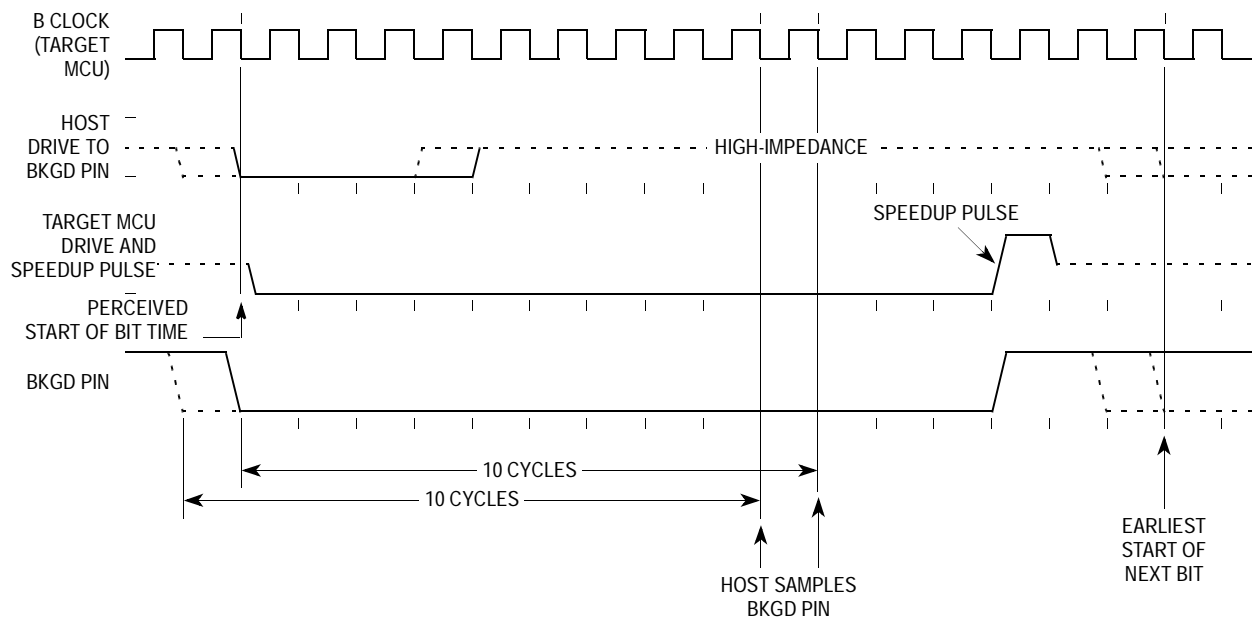 B CLOCK
(TARGET
MCU)
HOST
DRIVE TO
BKGD PIN
HIGH-IMPEDANCE
TARGET MCU
DRIVE AND
SPEEDUP PULSE
SPEEDUP PULSE
PERCEIVED
START OF BIT TIME
BKGD PIN
10 CYCLES
10 CYCLES
HOST SAMPLES
BKGD PIN
EARLIEST
START OF
NEXT BIT